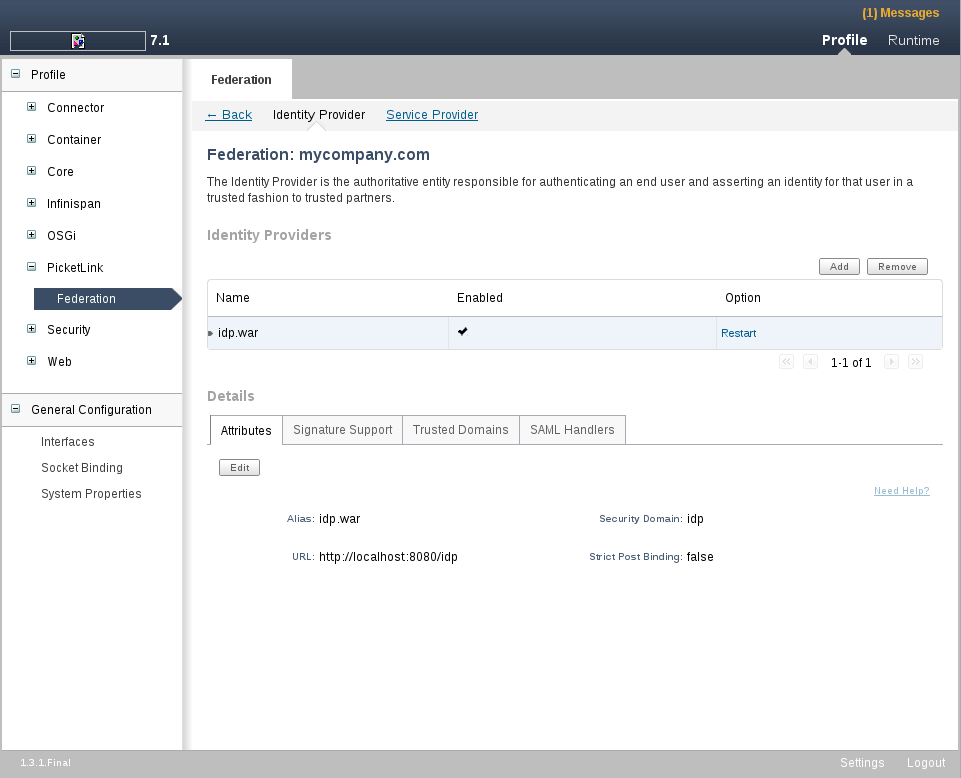 (1) Messages
7.1
Profile Runtime
Profile
Connector
Container
Core
Infinispan
OSGi
PicketLink
Federation
Security
Web
General Configuration
Interfaces
Socket Binding
System Properties
Federation
← Back Identity Provider Service Provider
Federation: mycompany.com
The Identity Provider is the authoritative entity responsible for authenticating an end user and asserting an identity for that user in a
trusted fashion to trusted partners.
Identity Providers
Add Remove
Name Enabled Option
idp.war Restart
1-1 of 1
Details
Attributes Signature Support Trusted Domains SAML Handlers
Edit
Need Help?
Alias: idp.war Security Domain: idp
URL: http://localhost:8080/idp Strict Post Binding: false
1.3.1.Final Settings Logout